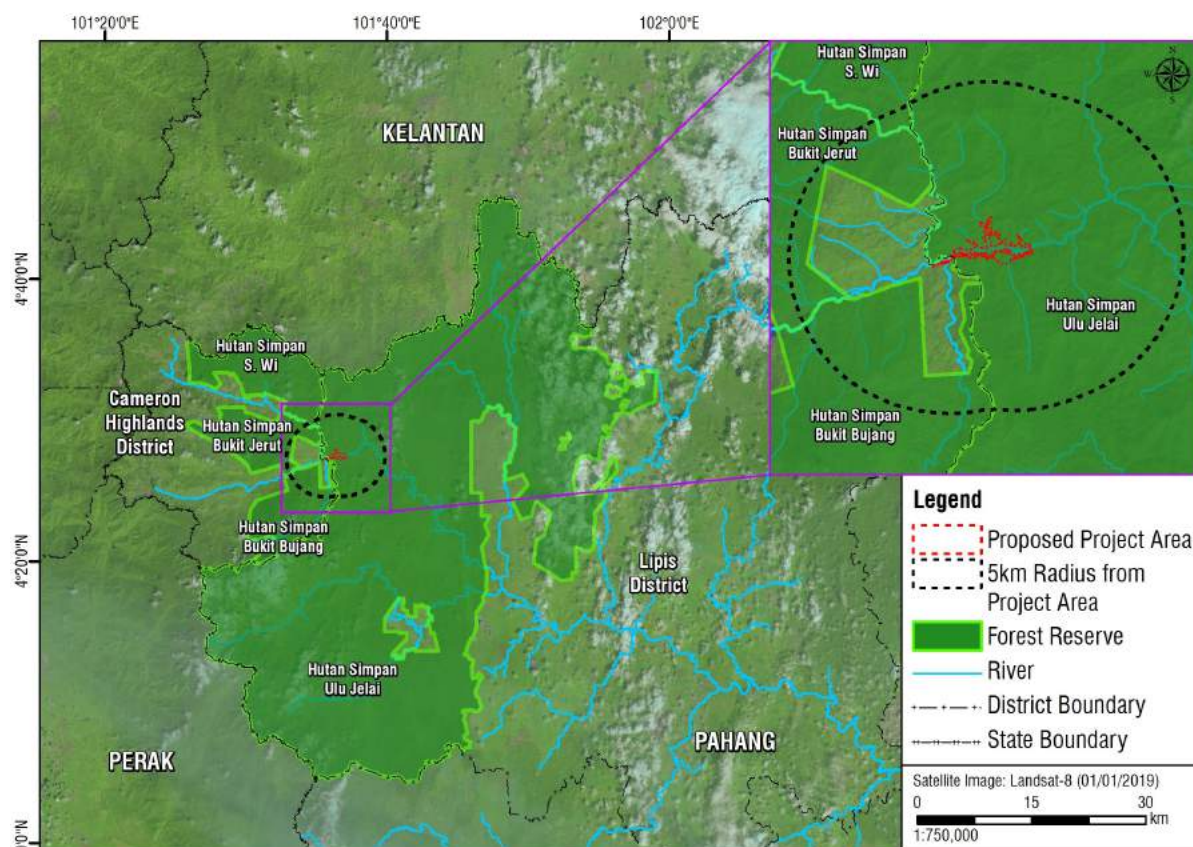 101°20'0"E
101°40'0"E
102°0'0"E
4°40'0"N
4°20'0"N
KELANTAN
Hutan Simpan
S. Wi
Cameron
Highlands
District
Hutan Simpan
Bukit Jerut
Hutan Simpan
Bukit Bujang
Lipis
District
Hutan Simpan
Ulu Jelai
PERAK
PAHANG
Hutan Simpan
S. Wi
N
W
S
Hutan Simpan
Bukit Jerut
Hutan Simpan
Ulu Jelai
Hutan Simpan
Bukit Bujang
Legend
Proposed Project Area
5km Radius from
Project Area
Forest Reserve
River
District Boundary
State Boundary
Satellite Image: Landsat-8 (01/01/2019)
0 15 30
km
1:750,000